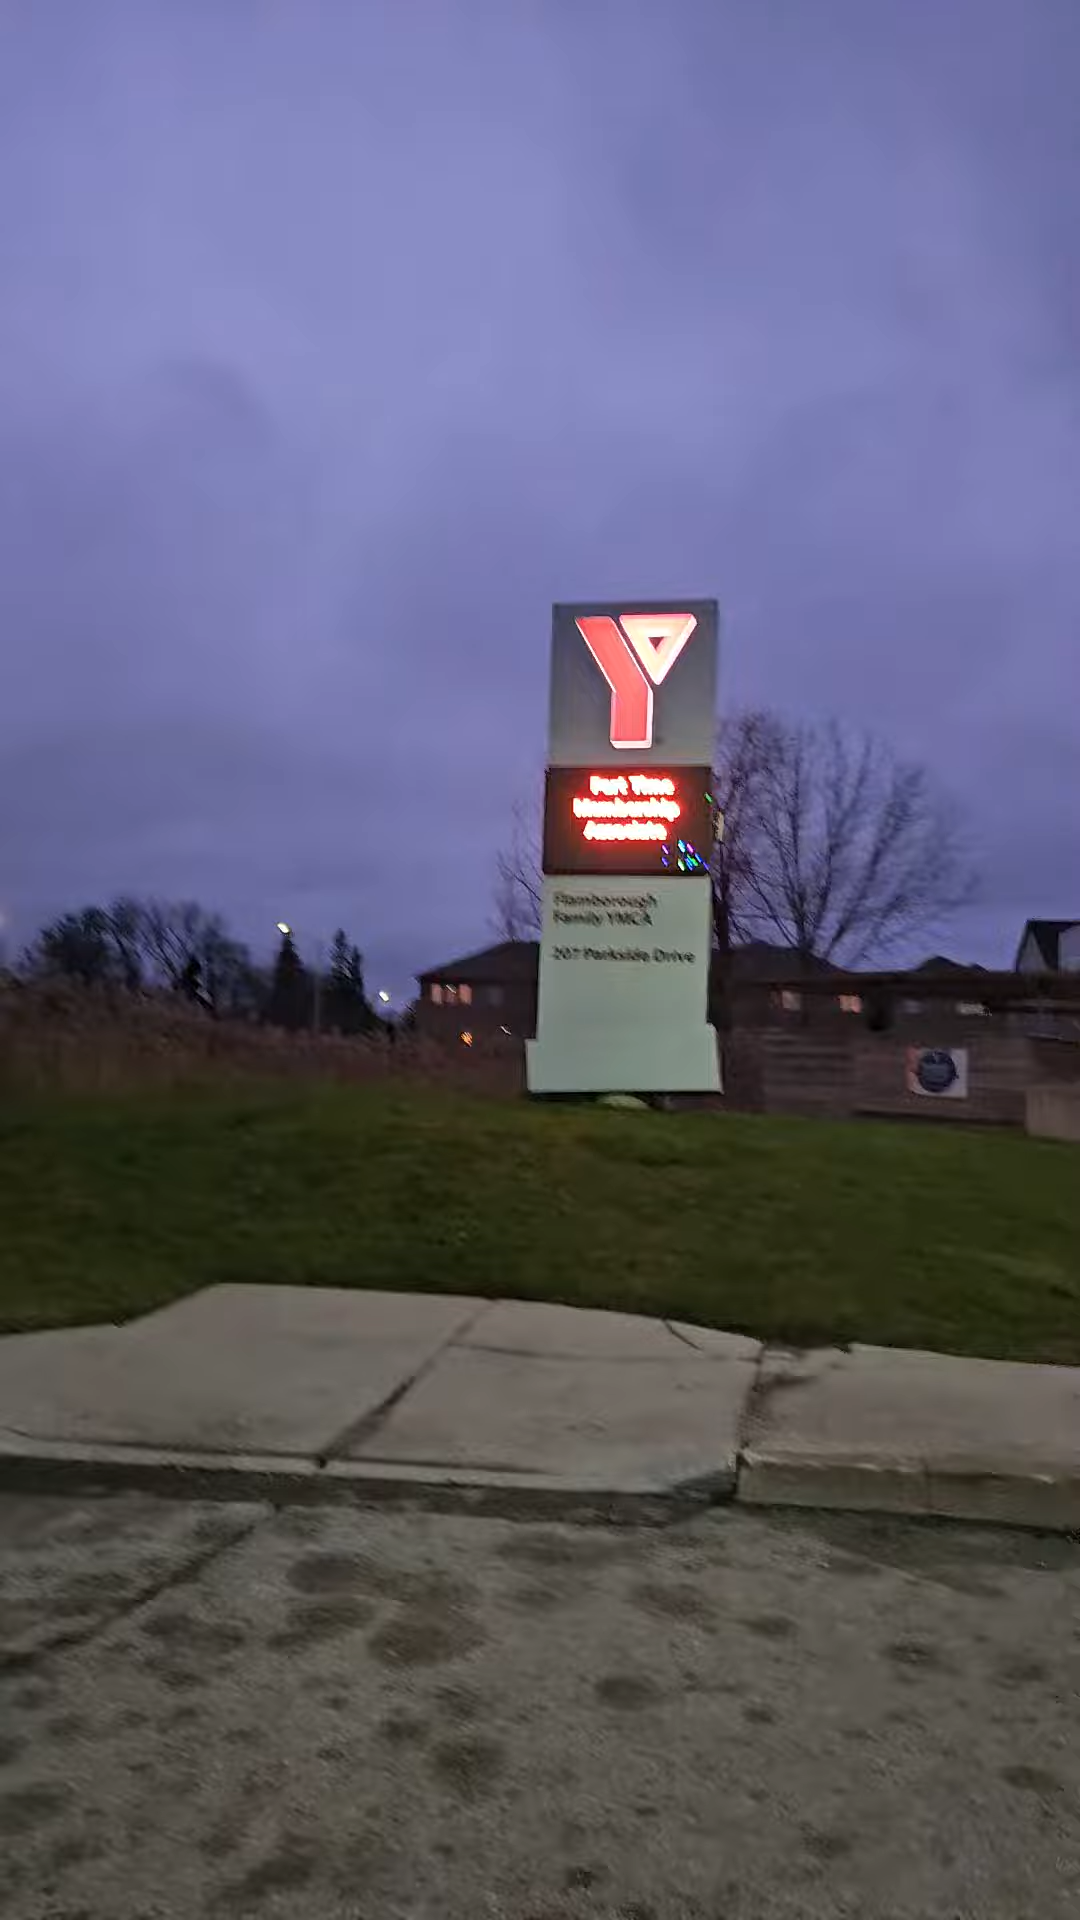 Y
Part Time
Membership
Associate
Flamborough
Family YMCA
207 Parkside Drive